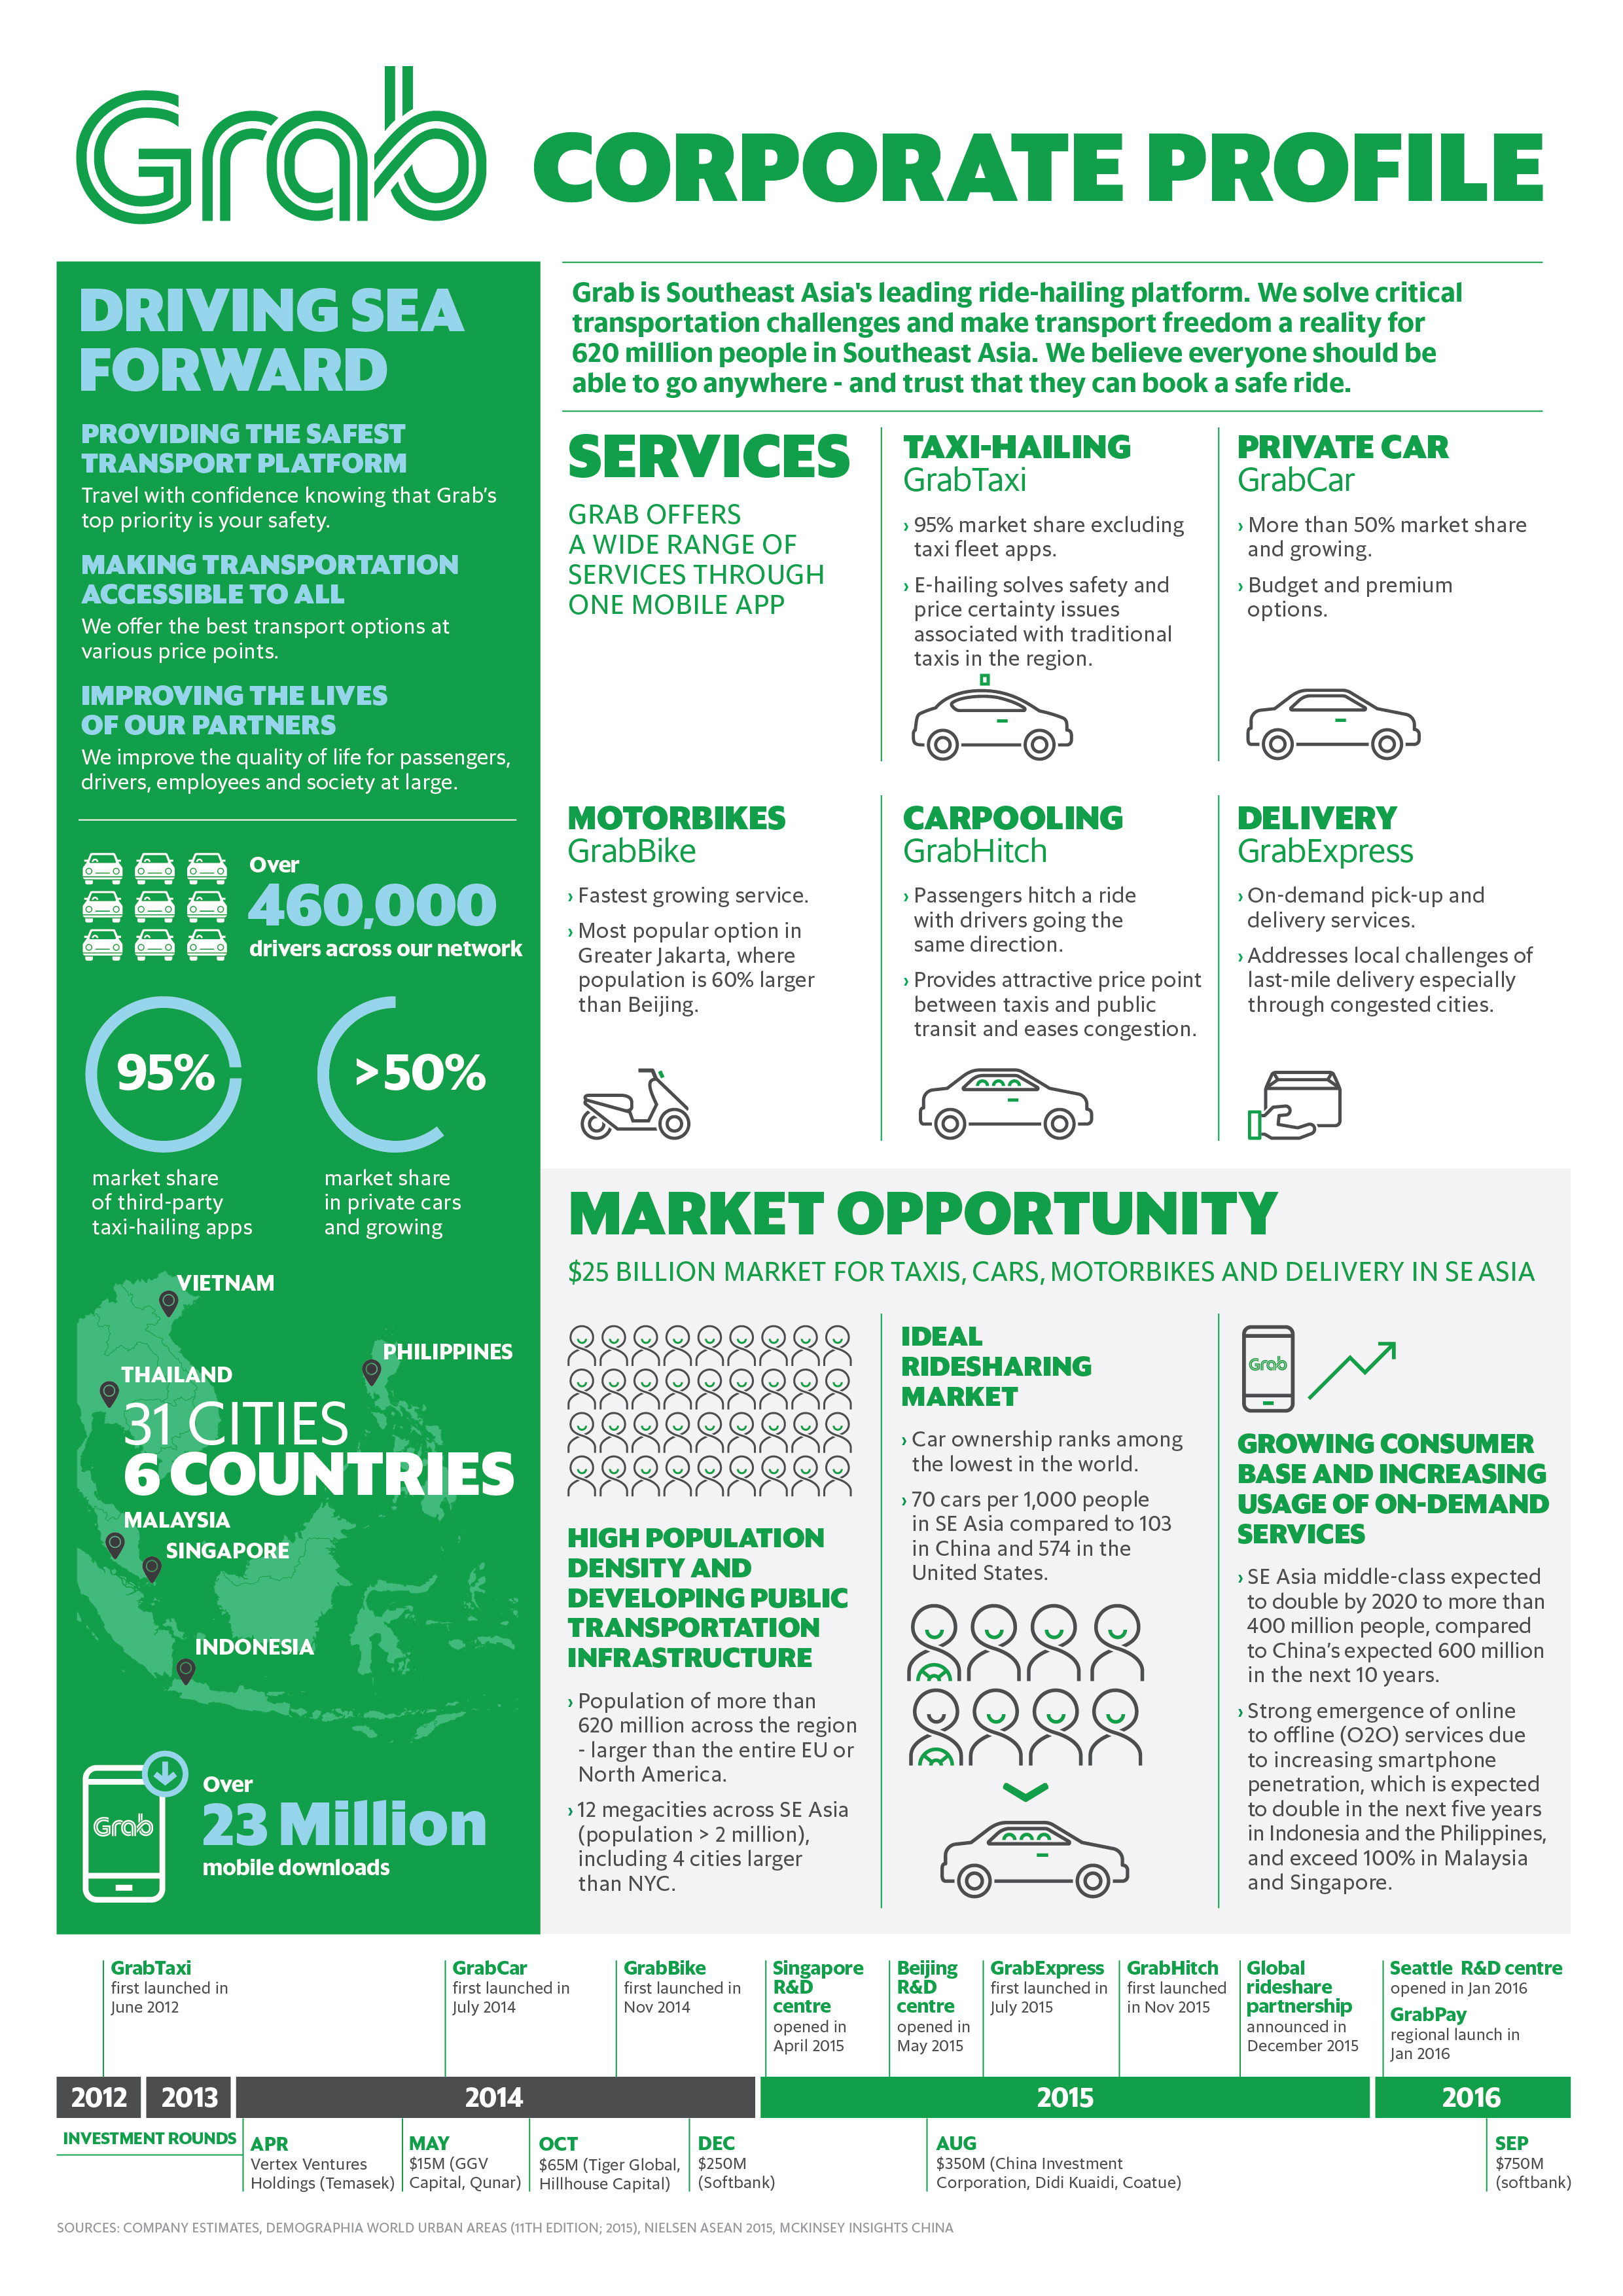 Grab CORPORATE PROFILE
DRIVING SEA
FORWARD
PROVIDING THE SAFEST
TRANSPORT PLATFORM
Travel with confidence knowing that Grab's
top priority is your safety.
MAKING TRANSPORTATION
ACCESSIBLE TO ALL
We offer the best transport options at
various price points.
IMPROVING THE LIVES
OF OUR PARTNERS
We improve the quality of life for passengers,
drivers, employees and society at large.
Over
460,000
drivers across our network
95%
market share
of third-party
taxi-hailing apps
>50%
market share
in private cars
and growing
VIETNAM
PHILIPPINES
THAILAND
31 CITIES
6 COUNTRIES
MALAYSIA
SINGAPORE
INDONESIA
Grab
Over
23 Million
mobile downloads
Grab is Southeast Asia's leading ride-hailing platform. We solve critical
transportation challenges and make transport freedom a reality for
620 million people in Southeast Asia. We believe everyone should be
able to go anywhere - and trust that they can book a safe ride.
SERVICES
GRAB OFFERS
A WIDE RANGE OF
SERVICES THROUGH
ONE MOBILE APP
TAXI-HAILING
GrabTaxi
› 95% market share excluding
taxi fleet apps.
› E-hailing solves safety and
price certainty issues
associated with traditional
taxis in the region.
PRIVATE CAR
GrabCar
› More than 50% market share
and growing.
› Budget and premium
options.
MOTORBIKES
GrabBike
› Fastest growing service.
› Most popular option in
Greater Jakarta, where
population is 60% larger
than Beijing.
CARPOOLING
GrabHitch
› Passengers hitch a ride
with drivers going the
same direction.
› Provides attractive price point
between taxis and public
transit and eases congestion.
DELIVERY
GrabExpress
› On-demand pick-up and
delivery services.
› Addresses local challenges of
last-mile delivery especially
through congested cities.
MARKET OPPORTUNITY
$25 BILLION MARKET FOR TAXIS, CARS, MOTORBIKES AND DELIVERY IN SE ASIA
HIGH POPULATION
DENSITY AND
DEVELOPING PUBLIC
TRANSPORTATION
INFRASTRUCTURE
› Population of more than
620 million across the region
- larger than the entire EU or
North America.
› 12 megacities across SE Asia
(population > 2 million),
including 4 cities larger
than NYC.
IDEAL
RIDESHARING
MARKET
› Car ownership ranks among
the lowest in the world.
› 70 cars per 1,000 people
in SE Asia compared to 103
in China and 574 in the
United States.
Grab
GROWING CONSUMER
BASE AND INCREASING
USAGE OF ON-DEMAND
SERVICES
› SE Asia middle-class expected
to double by 2020 to more than
400 million people, compared
to China's expected 600 million
in the next 10 years.
› Strong emergence of online
to offline (O2O) services due
to increasing smartphone
penetration, which is expected
to double in the next five years
in Indonesia and the Philippines,
and exceed 100% in Malaysia
and Singapore.
GrabTaxi
first launched in
June 2012
GrabCar
first launched in
July 2014
GrabBike
first launched in
Nov 2014
Singapore
R&D
centre
opened in
April 2015
Beijing
R&D
centre
opened in
May 2015
GrabExpress
first launched in
July 2015
GrabHitch
first launched
in Nov 2015
Global
rideshare
partnership
announced in
December 2015
Seattle R&D centre
opened in Jan 2016
GrabPay
regional launch in
Jan 2016
2012 2013 2014 2015 2016
INVESTMENT ROUNDS
APR
Vertex Ventures
Holdings (Temasek)
MAY
$15M (GGV
Capital, Qunar)
OCT
$65M (Tiger Global,
Hillhouse Capital)
DEC
$250M
(Softbank)
AUG
$350M (China Investment
Corporation, Didi Kuaidi, Coatue)
SEP
$750M
(softbank)
SOURCES: COMPANY ESTIMATES, DEMOGRAPHIA WORLD URBAN AREAS (11TH EDITION; 2015), NIELSEN ASEAN 2015, MCKINSEY INSIGHTS CHINA